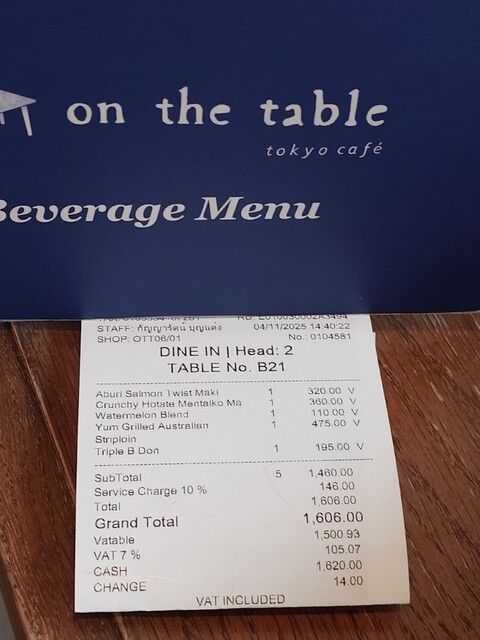 on the table
tokyo café
Beverage Menu
STAFF: กัญญารัตน์ บุญแต่ง 04/11/2025 14:40:22
SHOP: OTT06/01 No.: 0104581
DINE IN | Head: 2
TABLE No. B21
Aburi Salmon Twist Maki 1 320.00 V
Crunchy Hotate Mentaiko Ma 1 360.00 V
Watermelon Blend 1 110.00 V
Yum Grilled Australian 1 475.00 V
Striploin
Triple B Don 1 195.00 V
SubTotal 5 1,460.00
Service Charge 10 % 146.00
Total 1,606.00
Grand Total 1,606.00
Vatable 1,500.93
VAT 7 % 105.07
CASH 1,620.00
CHANGE 14.00
VAT INCLUDED